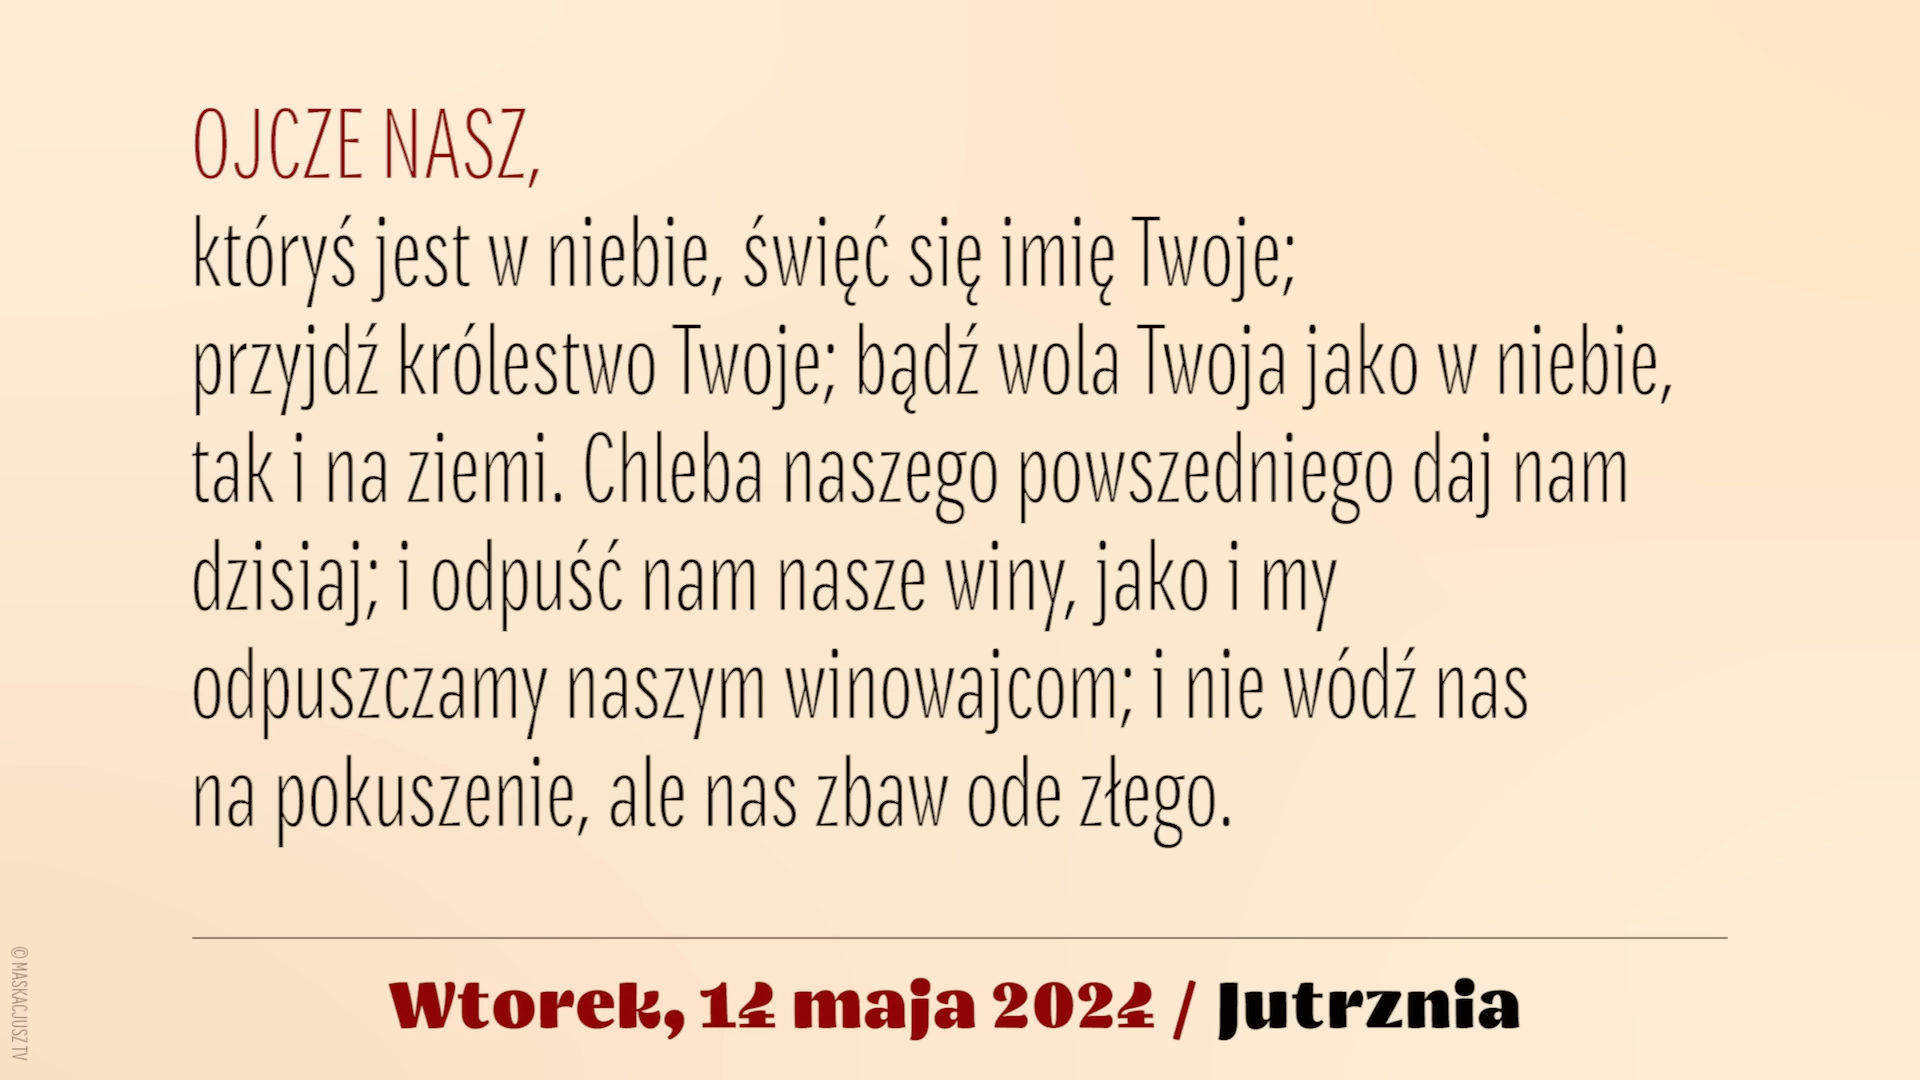 OJCZE NASZ,
któryś jest w niebie, święć się imię Twoje;
przyjdź królestwo Twoje; bądź wola Twoja jako w niebie,
tak i na ziemi. Chleba naszego powszedniego daj nam
dzisiaj; i odpuść nam nasze winy, jako i my
odpuszczamy naszym winowajcom; i nie wódź nas
na pokuszenie, ale nas zbaw ode złego.
Wtorek, 14 maja 2024 / Jutrznia
© MASKACJUSZ TV